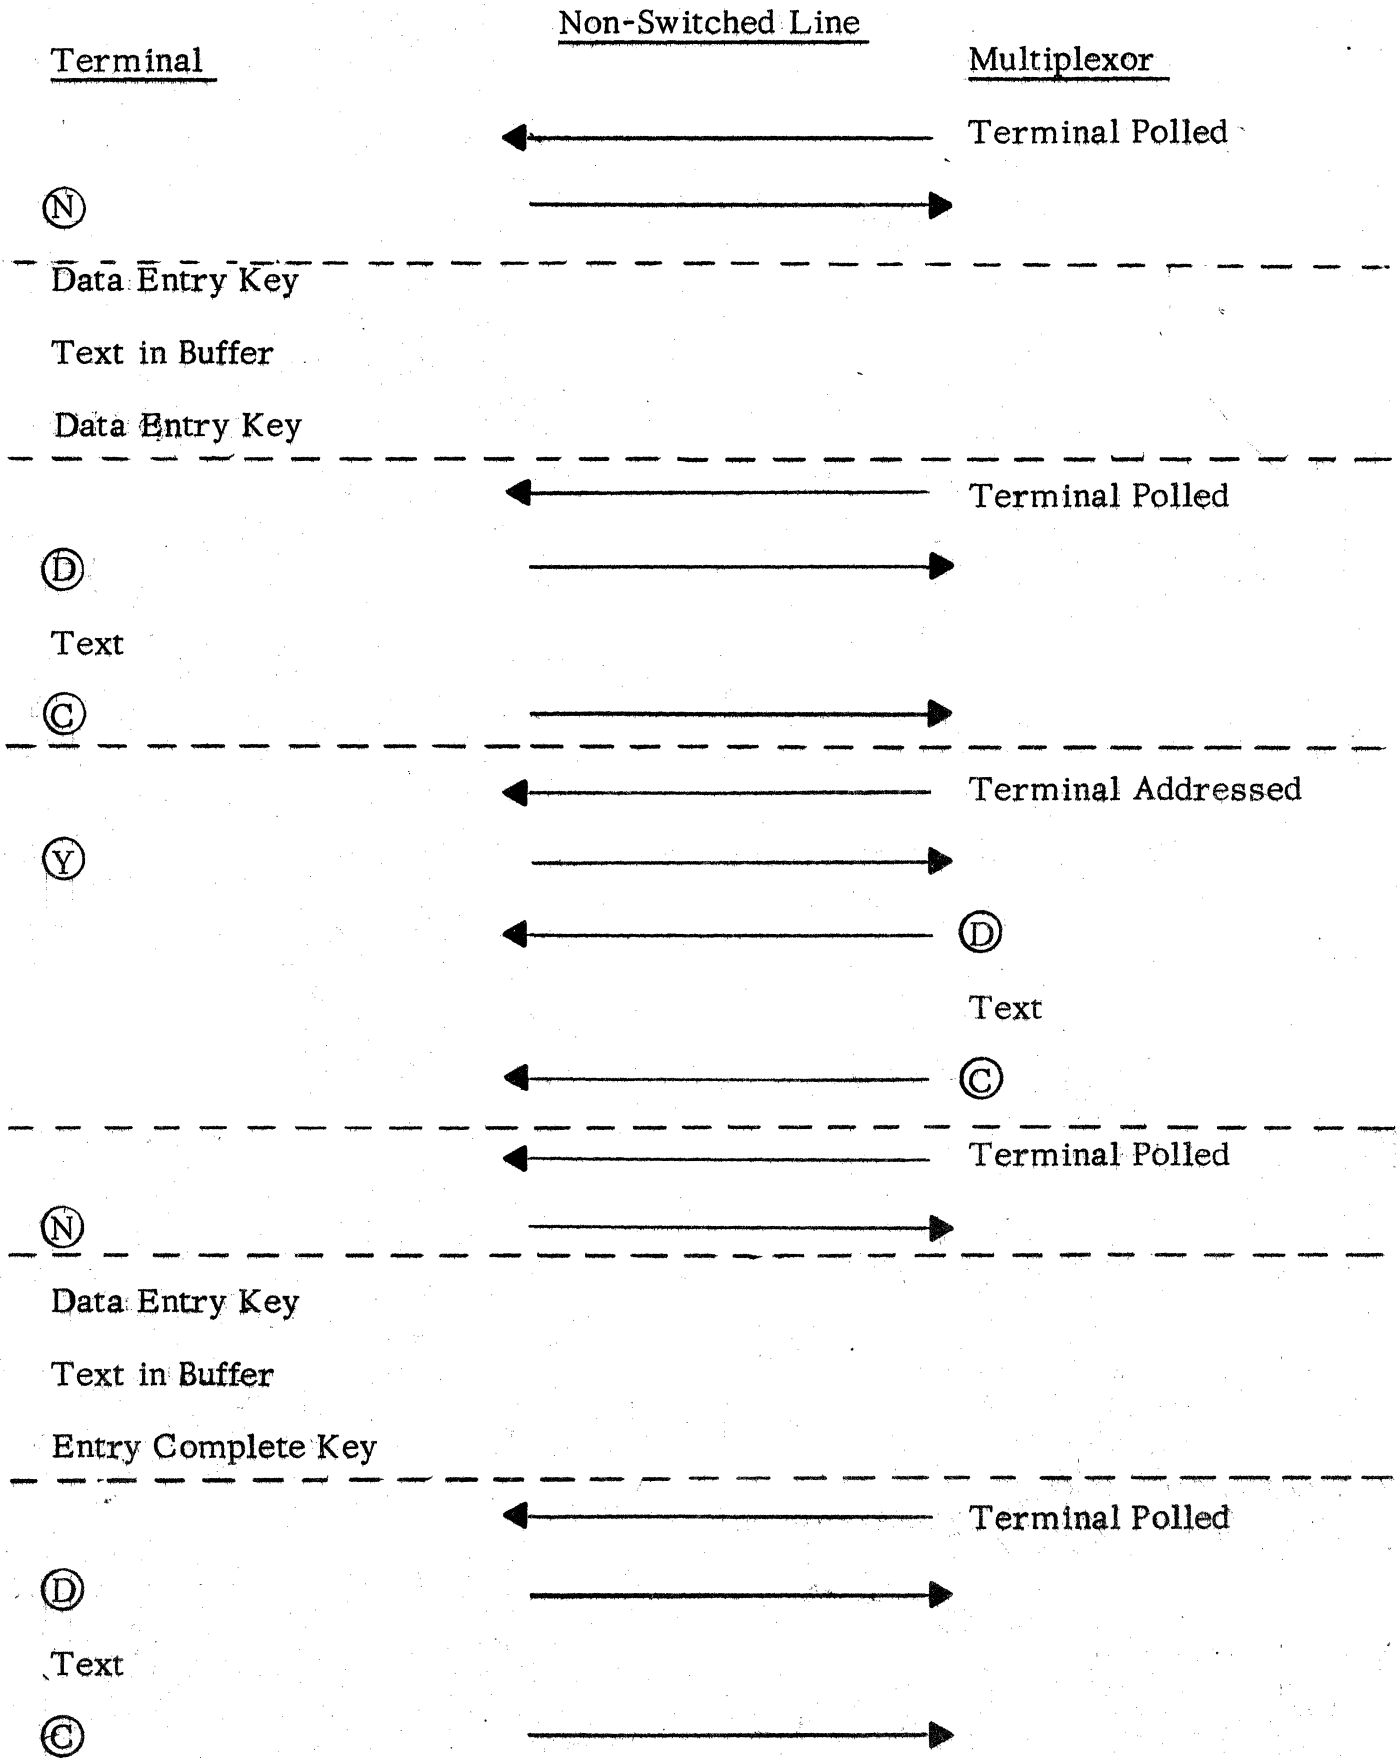 Non-Switched Line
Terminal
Multiplexor
Terminal Polled
Ⓝ
Data Entry Key
Text in Buffer
Data Entry Key
Terminal Polled
Ⓓ
Text
Ⓒ
Terminal Addressed
Ⓨ
Ⓓ
Text
Ⓒ
Terminal Polled
Ⓝ
Data Entry Key
Text in Buffer
Entry Complete Key
Terminal Polled
Ⓓ
Text
Ⓒ